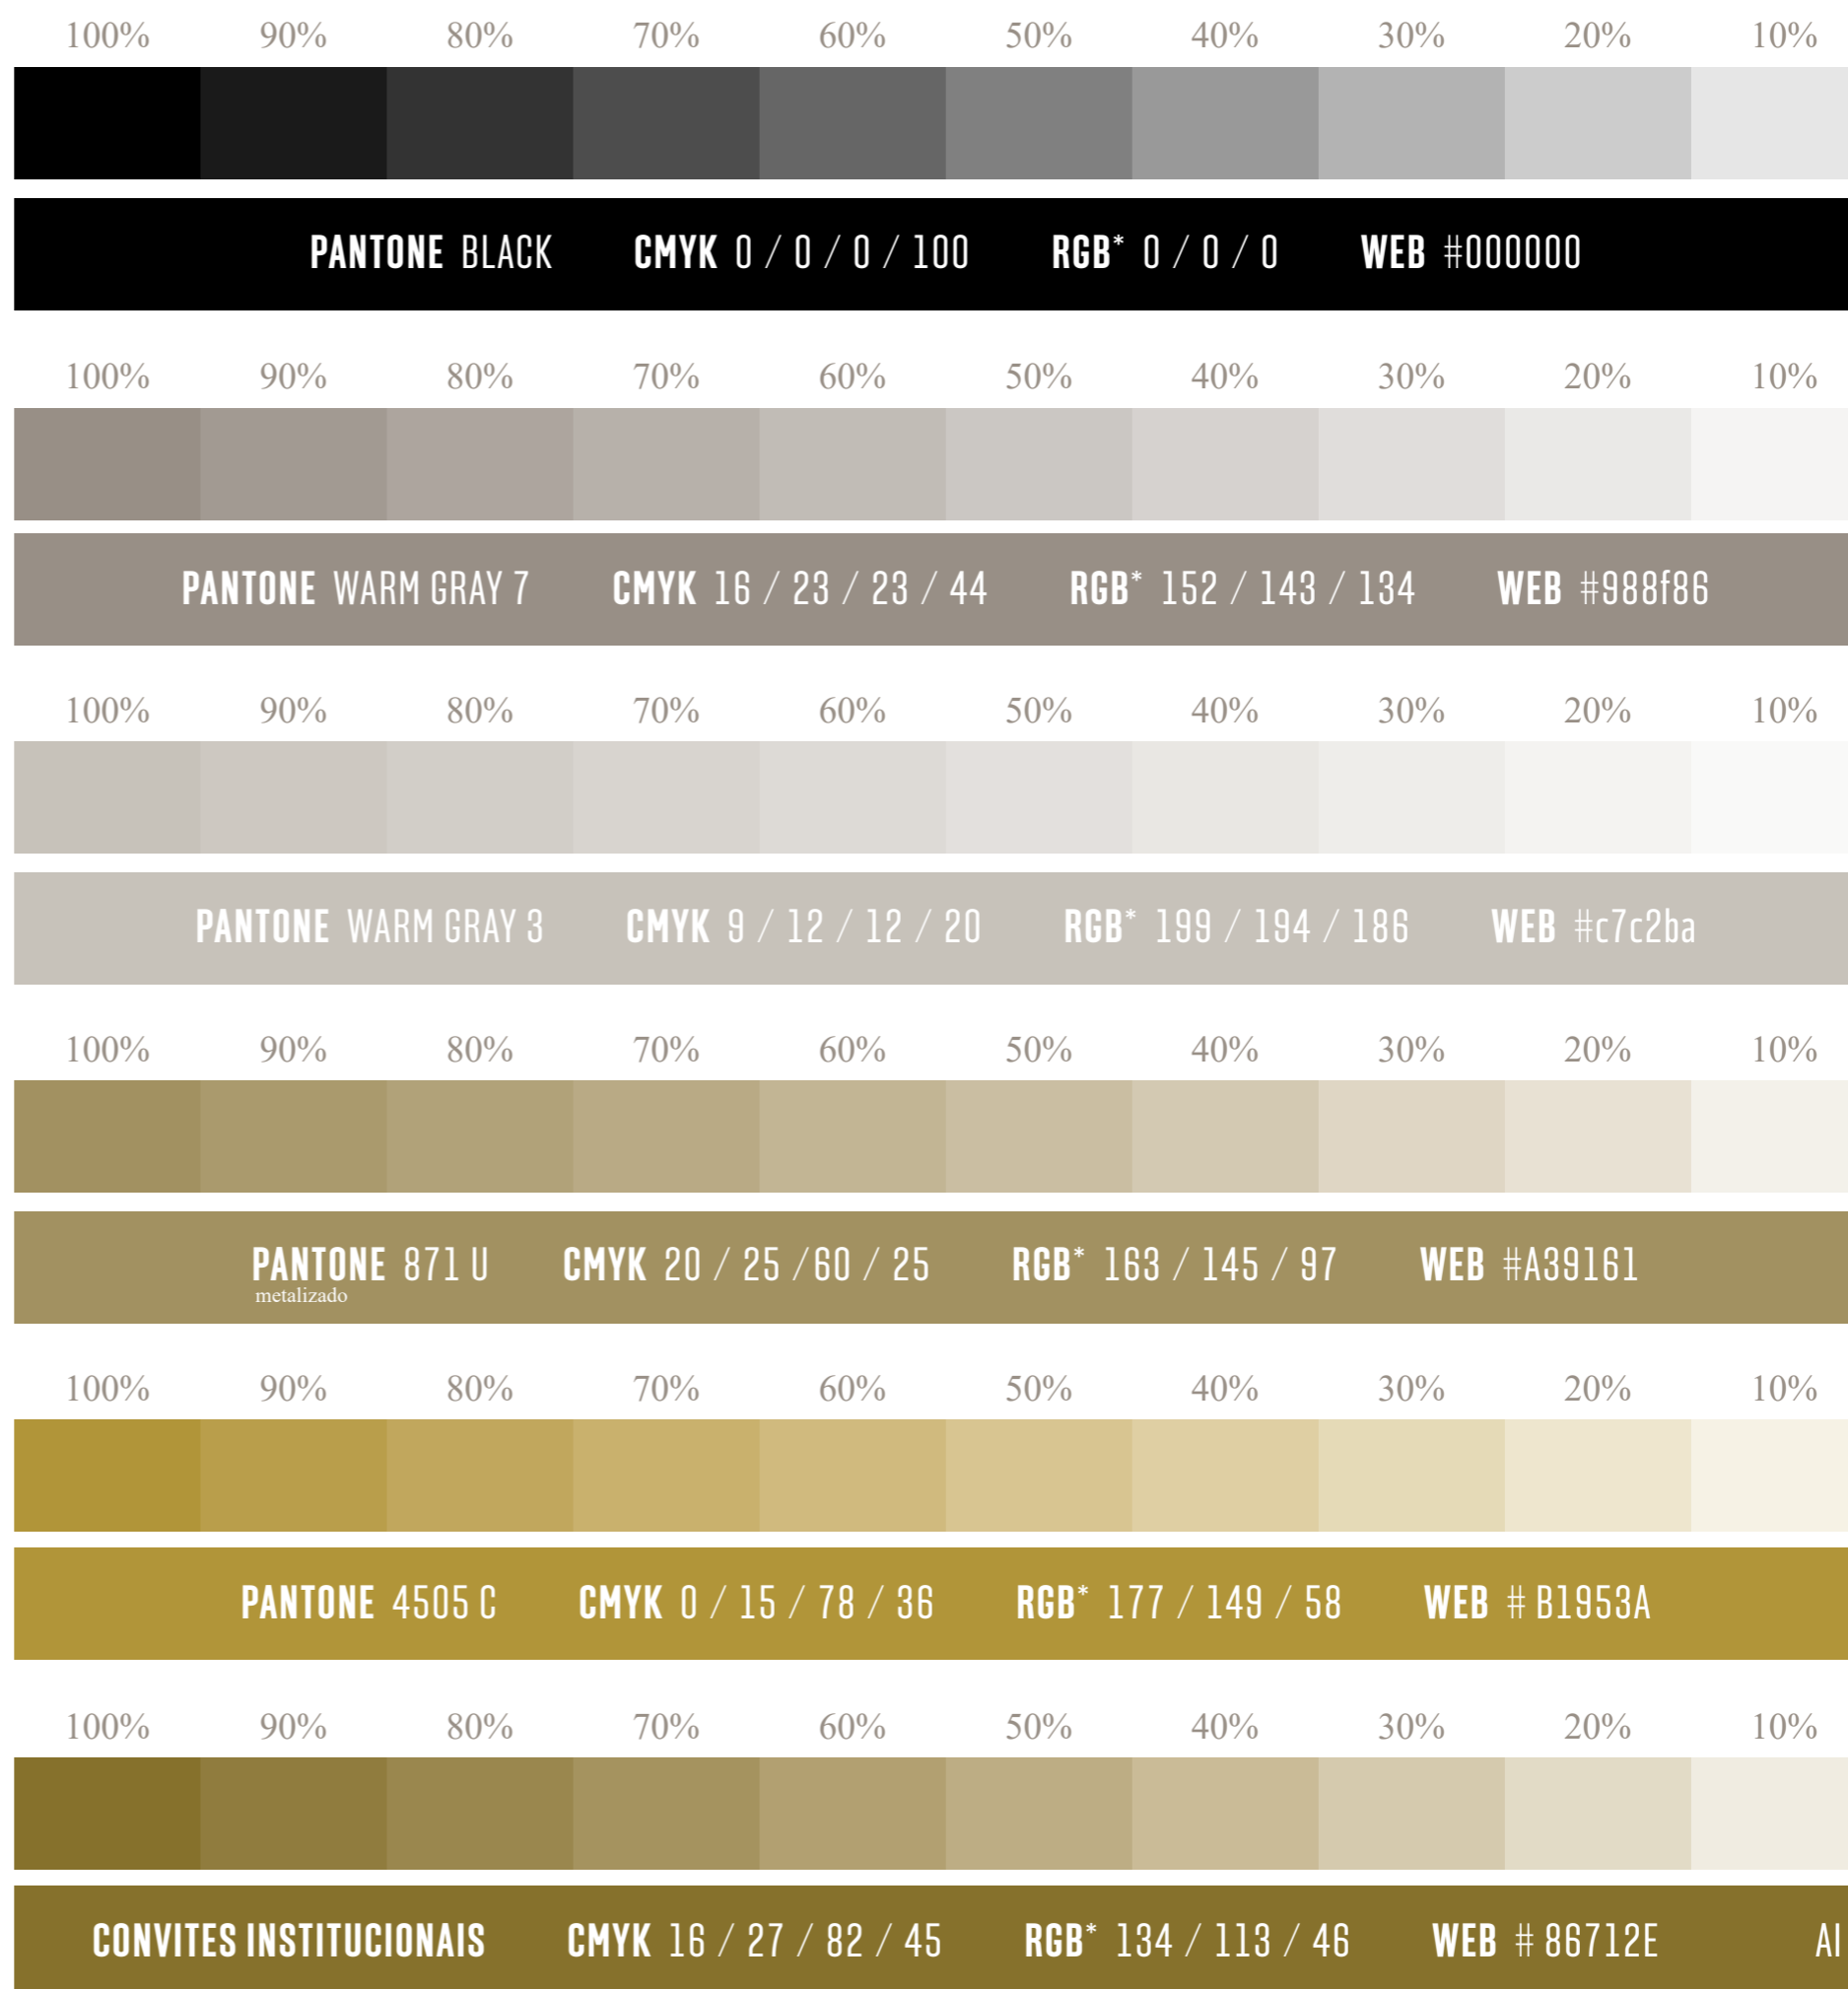 100% 90% 80% 70% 60% 50% 40% 30% 20% 10%
PANTONE BLACK CMYK 0 / 0 / 0 / 100 RGB* 0 / 0 / 0 WEB #000000
100% 90% 80% 70% 60% 50% 40% 30% 20% 10%
PANTONE WARM GRAY 7 CMYK 16 / 23 / 23 / 44 RGB* 152 / 143 / 134 WEB #988f86
100% 90% 80% 70% 60% 50% 40% 30% 20% 10%
PANTONE WARM GRAY 3 CMYK 9 / 12 / 12 / 20 RGB* 199 / 194 / 186 WEB #c7c2ba
100% 90% 80% 70% 60% 50% 40% 30% 20% 10%
PANTONE 871 U CMYK 20 / 25 /60 / 25 RGB* 163 / 145 / 97 WEB #A39161
metalizado
100% 90% 80% 70% 60% 50% 40% 30% 20% 10%
PANTONE 4505 C CMYK 0 / 15 / 78 / 36 RGB* 177 / 149 / 58 WEB # B1953A
100% 90% 80% 70% 60% 50% 40% 30% 20% 10%
CONVITES INSTITUCIONAIS CMYK 16 / 27 / 82 / 45 RGB* 134 / 113 / 46 WEB # 86712E